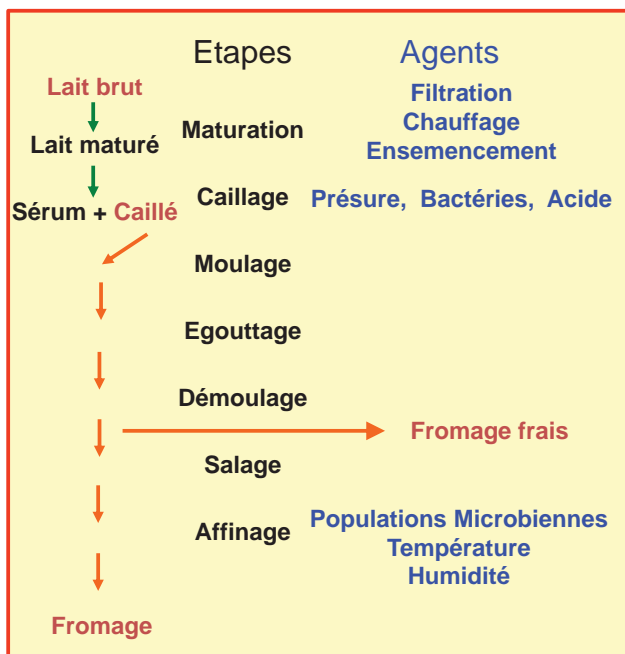 Etapes Agents
Lait brut
Filtration
Maturation Chauffage
Lait maturé Ensemencement
Sérum + Caillé Caillage Présure, Bactéries, Acide
Moulage
Egouttage
Démoulage
Fromage frais
Salage
Affinage Populations Microbiennes
Température
Humidité
Fromage